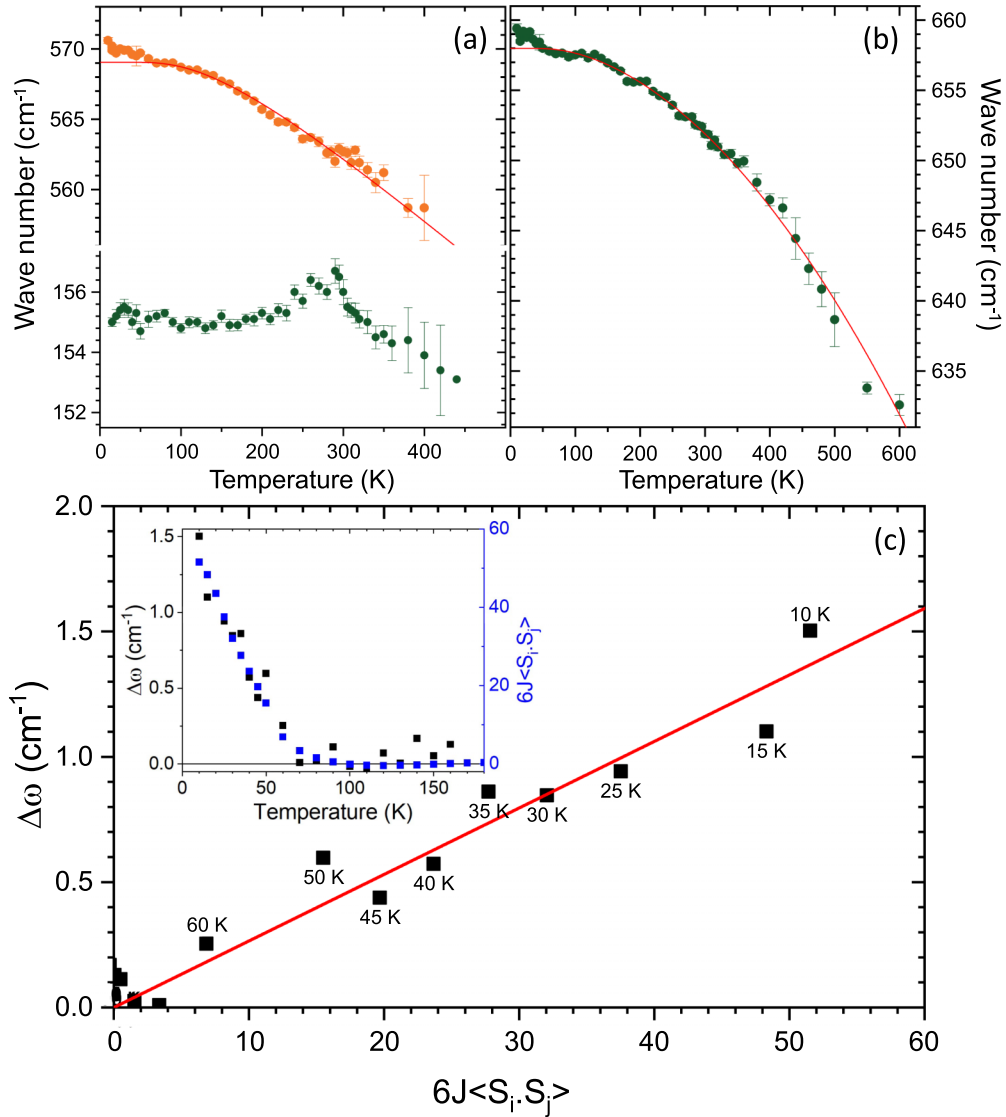 (a)
570
565
560
156
154
152
Wave number (cm⁻¹)
0 100 200 300 400
Temperature (K)
(b)
660
655
650
645
640
635
Wave number (cm⁻¹)
0 100 200 300 400 500 600
Temperature (K)
(c)
2.0
1.5
1.0
0.5
0.0
Δω (cm⁻¹)
1.5
1.0
0.5
0.0
Δω (cm⁻¹)
60
40
20
0
6J<Sᵢ.Sⱼ>
0 50 100 150
Temperature (K)
10 K
15 K
25 K
30 K
35 K
40 K
45 K
50 K
60 K
0 10 20 30 40 50 60
6J<Sᵢ.Sⱼ>